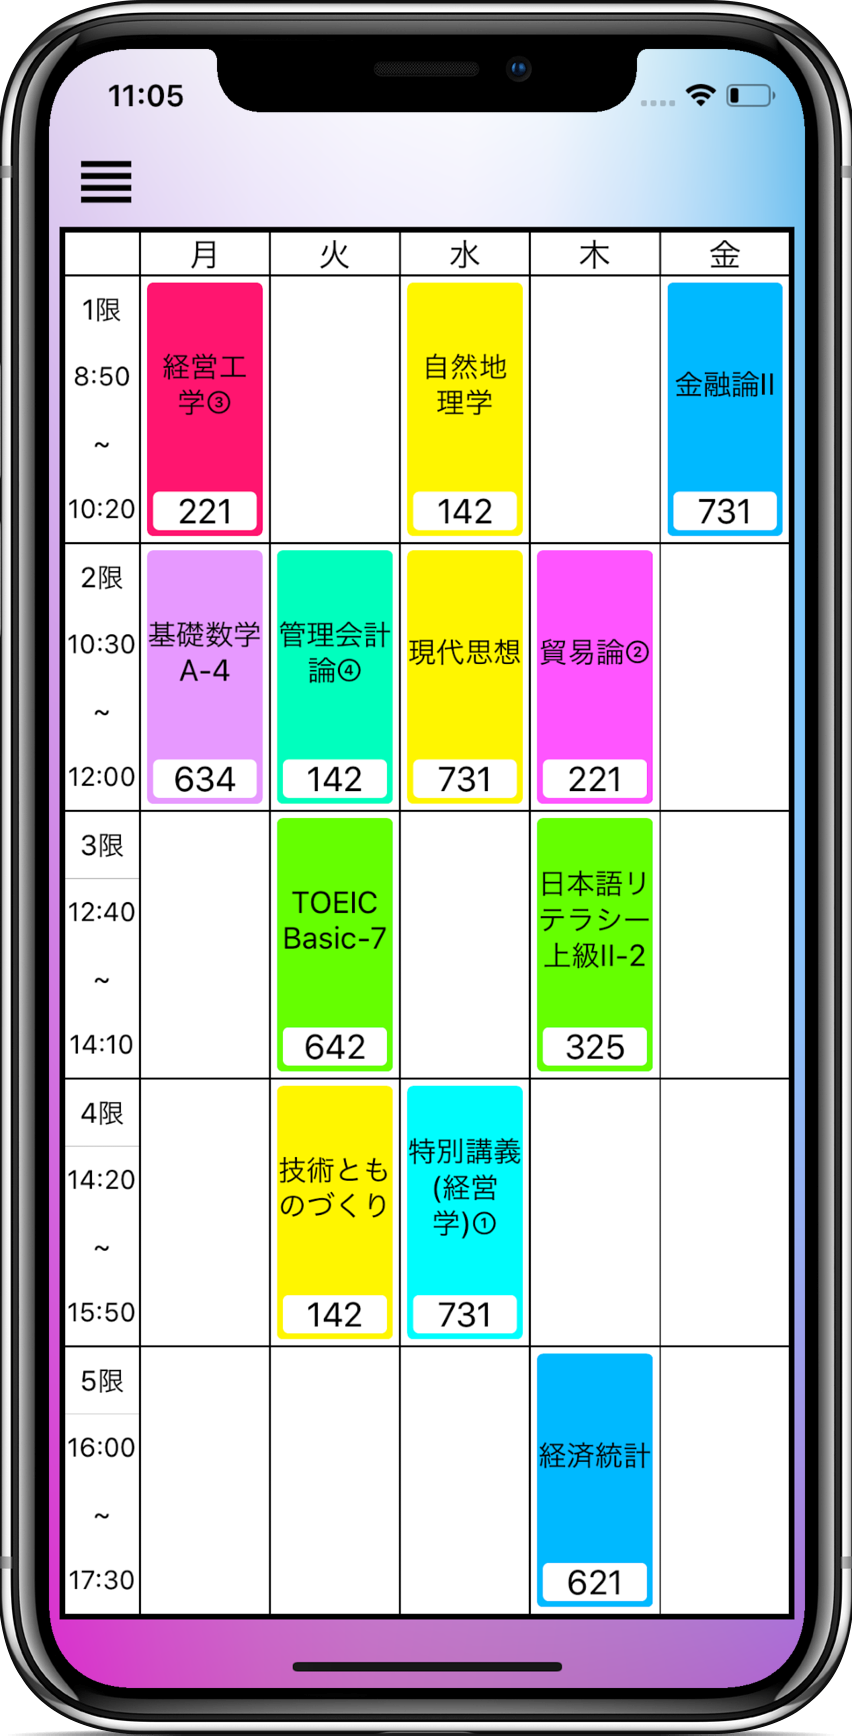 11:05
月 火 水 木 金
1限
8:50
~
10:20
経営工
学③
221
自然地
理学
142
金融論II
731
2限
10:30
~
12:00
基礎数学
A-4
634
管理会計
論④
142
現代思想
731
貿易論②
221
3限
12:40
~
14:10
TOEIC
Basic-7
642
日本語リ
テラシー
上級II-2
325
4限
14:20
~
15:50
技術とも
のづくり
142
特別講義
(経営
学)①
731
5限
16:00
~
17:30
経済統計
621